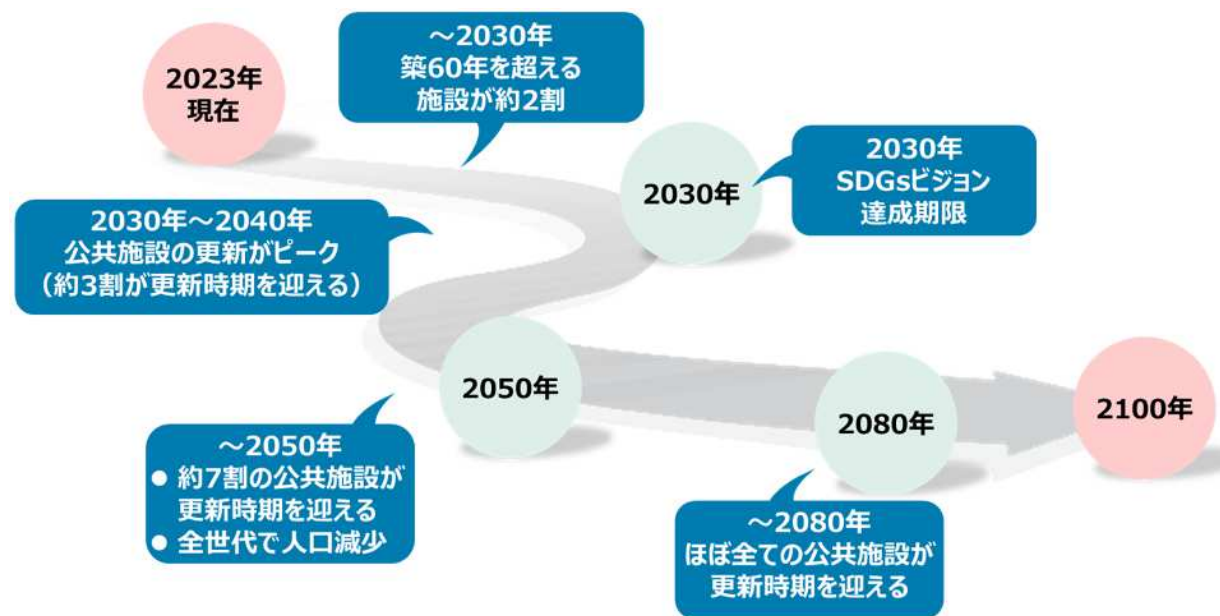 2023年
現在
～2030年
築60年を超える
施設が約2割
2030年
2030年
SDGsビジョン
達成期限
2030年～2040年
公共施設の更新がピーク
（約3割が更新時期を迎える）
2050年
～2050年
● 約7割の公共施設が
更新時期を迎える
● 全世代で人口減少
2080年
～2080年
ほぼ全ての公共施設が
更新時期を迎える
2100年